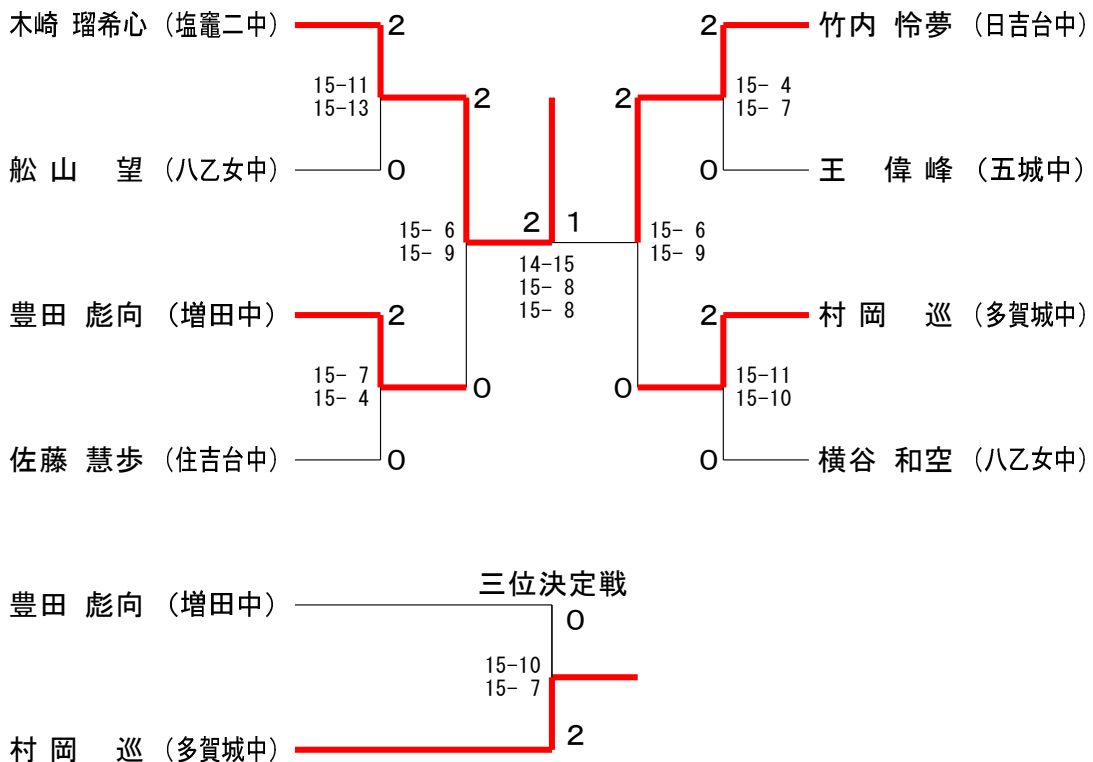 木崎 瑠希心 (塩竈二中) 2 2 竹内 怜夢 (日吉台中)
15-11 2 2 15- 4
15-13 15- 7
舩山 望 (八乙女中) 0 0 王 偉峰 (五城中)
15- 6 2 1 15- 6
15- 9 15- 9
14-15
15- 8
15- 8
豊田 彪向 (増田中) 2 2 村岡 巡 (多賀城中)
15- 7 0 0 15-11
15- 4 15-10
佐藤 慧歩 (住吉台中) 0 0 横谷 和空 (八乙女中)
三位決定戦
豊田 彪向 (増田中) 0
15-10
15- 7
村岡 巡 (多賀城中) 2